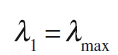 λ₁ = λmax